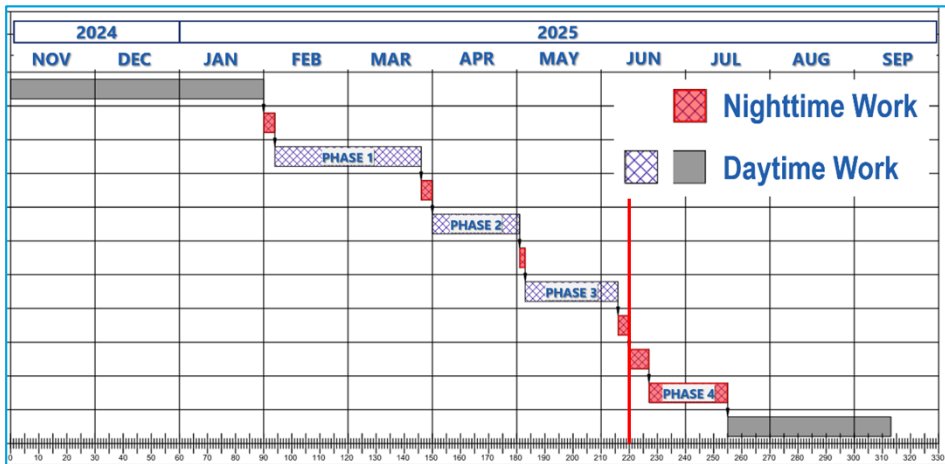 2024 2025
NOV DEC JAN FEB MAR APR MAY JUN JUL AUG SEP
Nighttime Work
PHASE 1
Daytime Work
PHASE 2
PHASE 3
PHASE 4
0 10 20 30 40 50 60 70 80 90 100 110 120 130 140 150 160 170 180 190 200 210 220 230 240 250 260 270 280 290 300 310 320 330